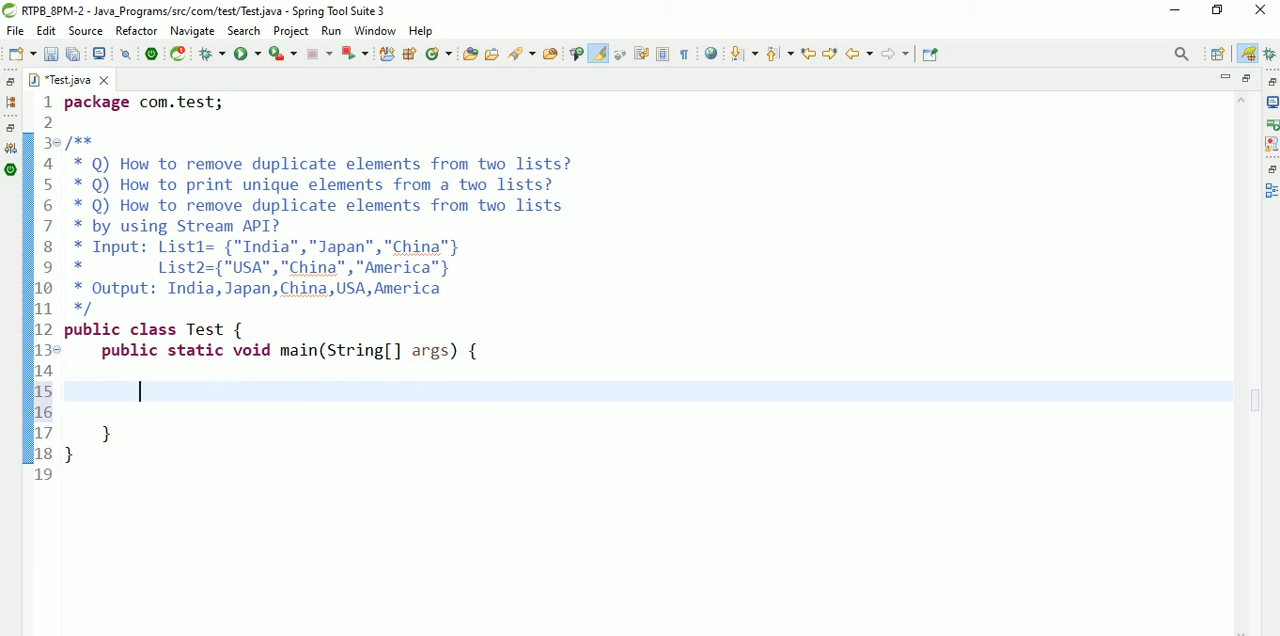 RTPB_8PM-2 - Java_Programs/src/com/test/Test.java - Spring Tool Suite 3
File Edit Source Refactor Navigate Search Project Run Window Help
*Test.java
1 package com.test;
2
3 /**
4  * Q) How to remove duplicate elements from two lists?
5  * Q) How to print unique elements from a two lists?
6  * Q) How to remove duplicate elements from two lists
7  * by using Stream API?
8  * Input: List1= {"India","Japan","China"}
9  *        List2={"USA","China","America"}
10  * Output: India,Japan,China,USA,America
11  */
12 public class Test {
13     public static void main(String[] args) {
14
15
16
17     }
18 }
19